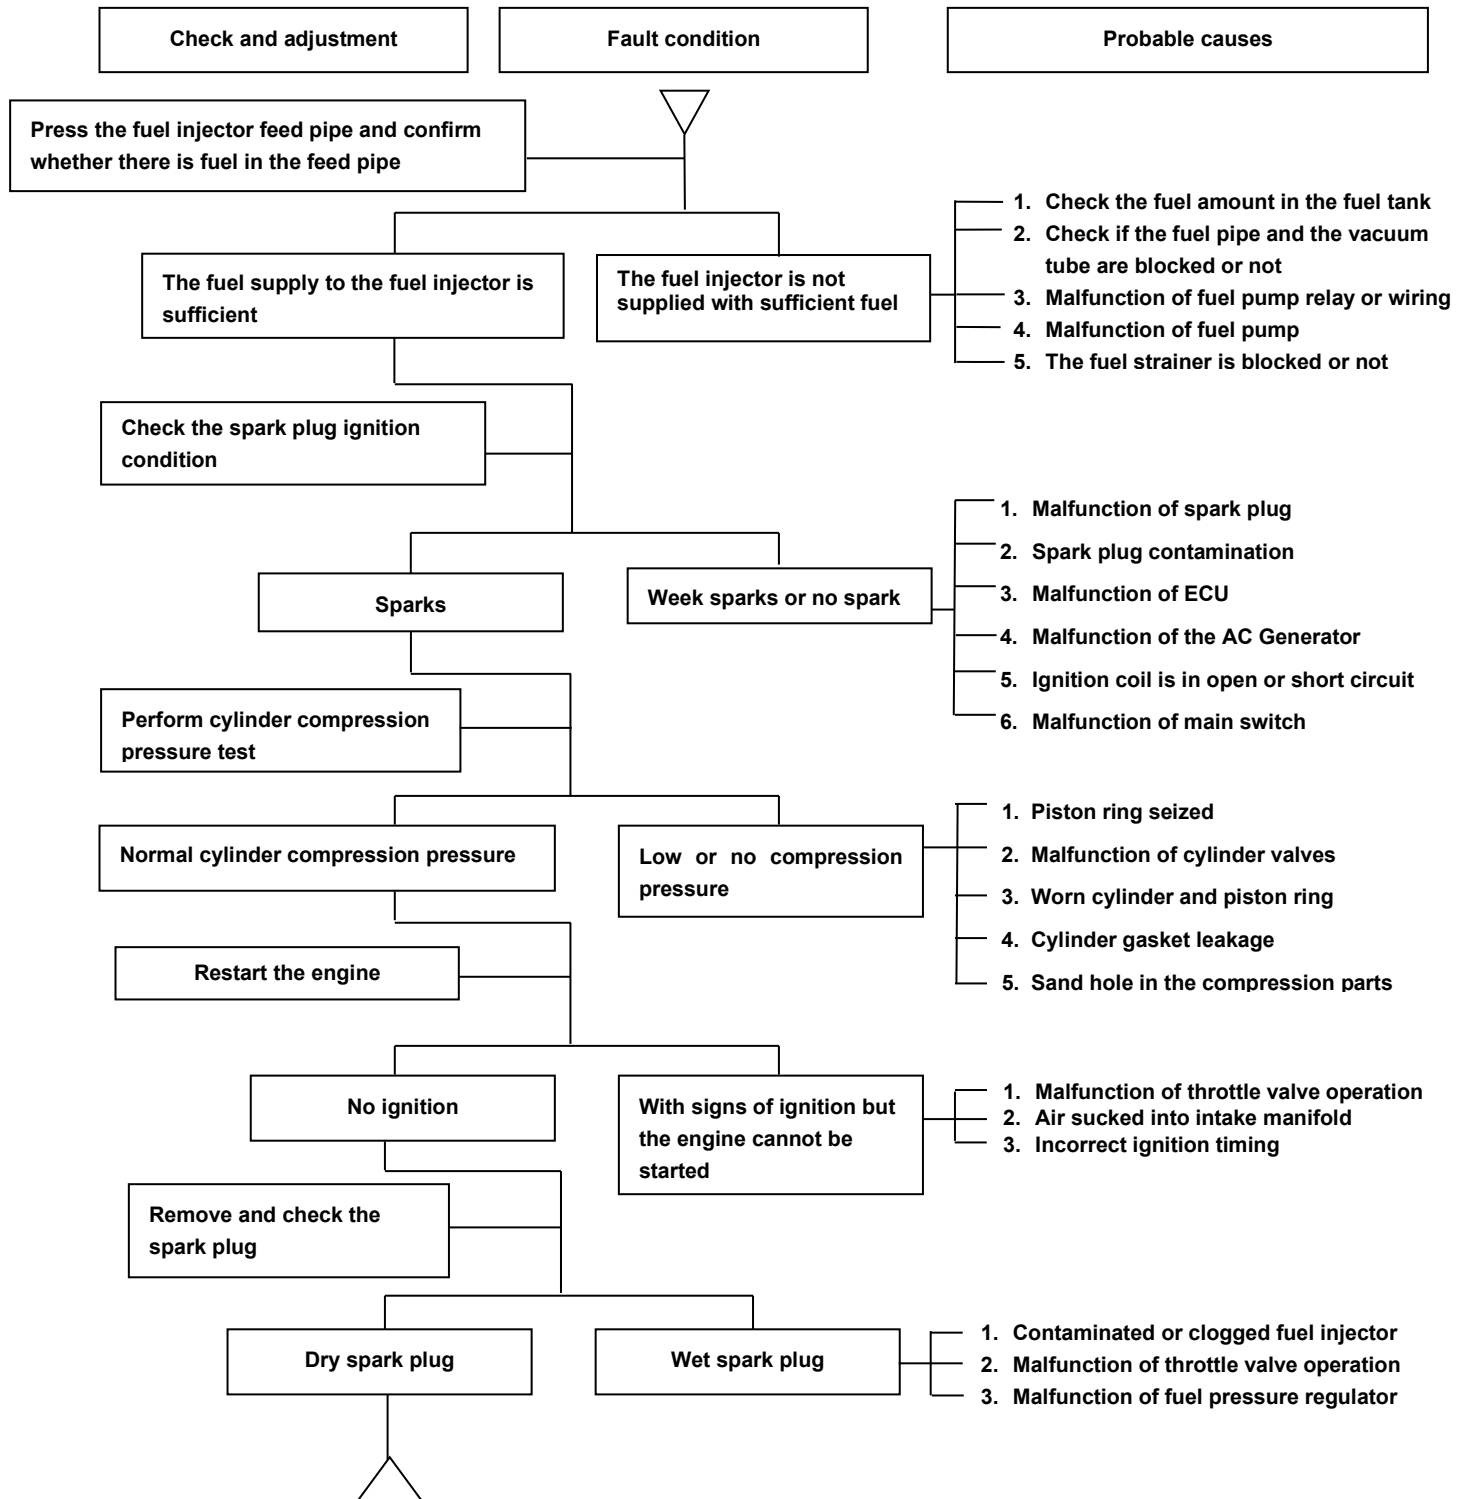 Check and adjustment
Fault condition
Probable causes
Press the fuel injector feed pipe and confirm
whether there is fuel in the feed pipe
The fuel supply to the fuel injector is
sufficient
The fuel injector is not
supplied with sufficient fuel
1. Check the fuel amount in the fuel tank
2. Check if the fuel pipe and the vacuum
tube are blocked or not
3. Malfunction of fuel pump relay or wiring
4. Malfunction of fuel pump
5. The fuel strainer is blocked or not
Check the spark plug ignition
condition
Sparks
Week sparks or no spark
1. Malfunction of spark plug
2. Spark plug contamination
3. Malfunction of ECU
4. Malfunction of the AC Generator
5. Ignition coil is in open or short circuit
6. Malfunction of main switch
Perform cylinder compression
pressure test
Normal cylinder compression pressure
Low or no compression
pressure
1. Piston ring seized
2. Malfunction of cylinder valves
3. Worn cylinder and piston ring
4. Cylinder gasket leakage
5. Sand hole in the compression parts
Restart the engine
No ignition
With signs of ignition but
the engine cannot be
started
1. Malfunction of throttle valve operation
2. Air sucked into intake manifold
3. Incorrect ignition timing
Remove and check the
spark plug
Dry spark plug
Wet spark plug
1. Contaminated or clogged fuel injector
2. Malfunction of throttle valve operation
3. Malfunction of fuel pressure regulator